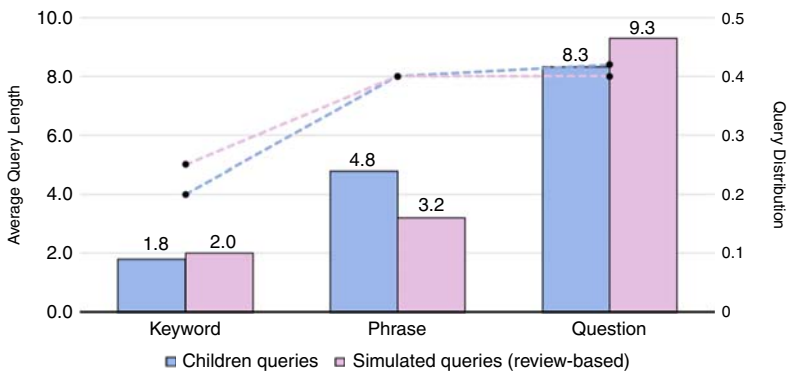 10.0
8.0
6.0
4.0
2.0
0.0
Average Query Length
0.5
0.4
0.3
0.2
0.1
0
Query Distribution
1.8
2.0
4.8
3.2
8.3
9.3
Keyword
Phrase
Question
Children queries
Simulated queries (review-based)